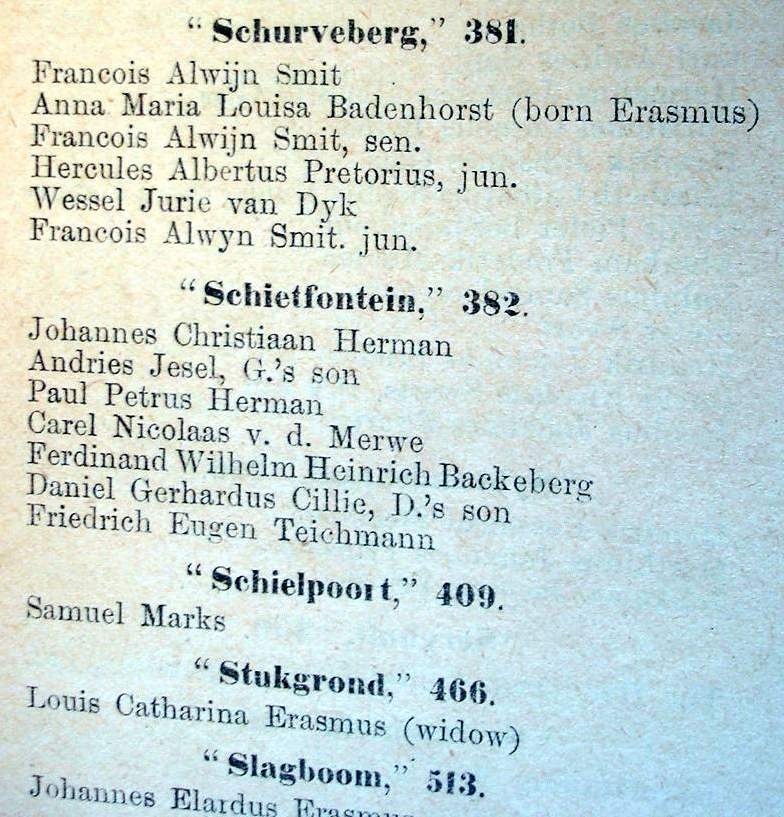 “Schurveberg,” 381.
Francois Alwijn Smit
Anna Maria Louisa Badenhorst (born Erasmus)
Francois Alwijn Smit, sen.
Hercules Albertus Pretorius, jun.
Wessel Jurie van Dyk
Francois Alwyn Smit. jun.
“Schietfontein,” 382.
Johannes Christiaan Herman
Andries Jesel, G.’s son
Paul Petrus Herman
Carel Nicolaas v. d. Merwe
Ferdinand Wilhelm Heinrich Backeberg
Daniel Gerhardus Cillie, D.’s son
Friedrich Eugen Teichmann
“Schielpoort,” 409.
Samuel Marks
“Stukgrond,” 466.
Louis Catharina Erasmus (widow)
“Slagboom,” 513.
Johannes Elardus Erasmus